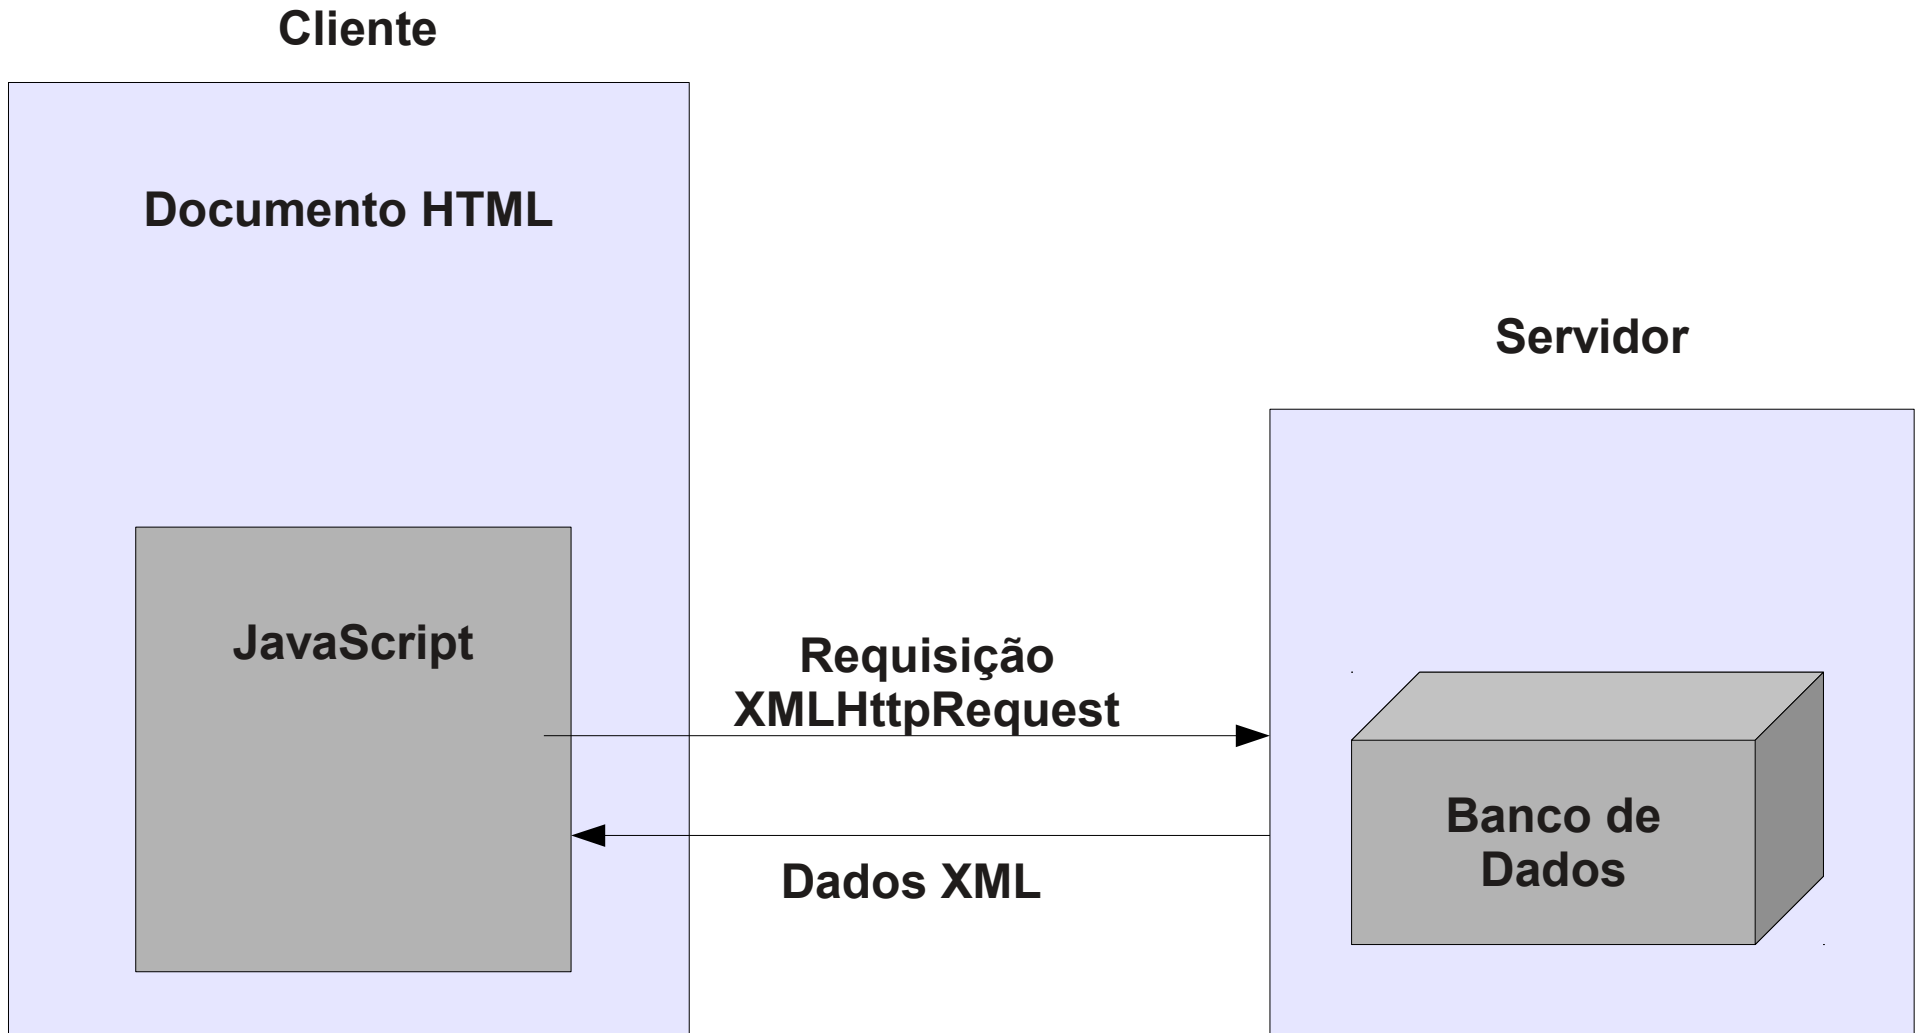 Cliente
Documento HTML
Servidor
JavaScript
Requisição
XMLHttpRequest
Banco de
Dados
Dados XML